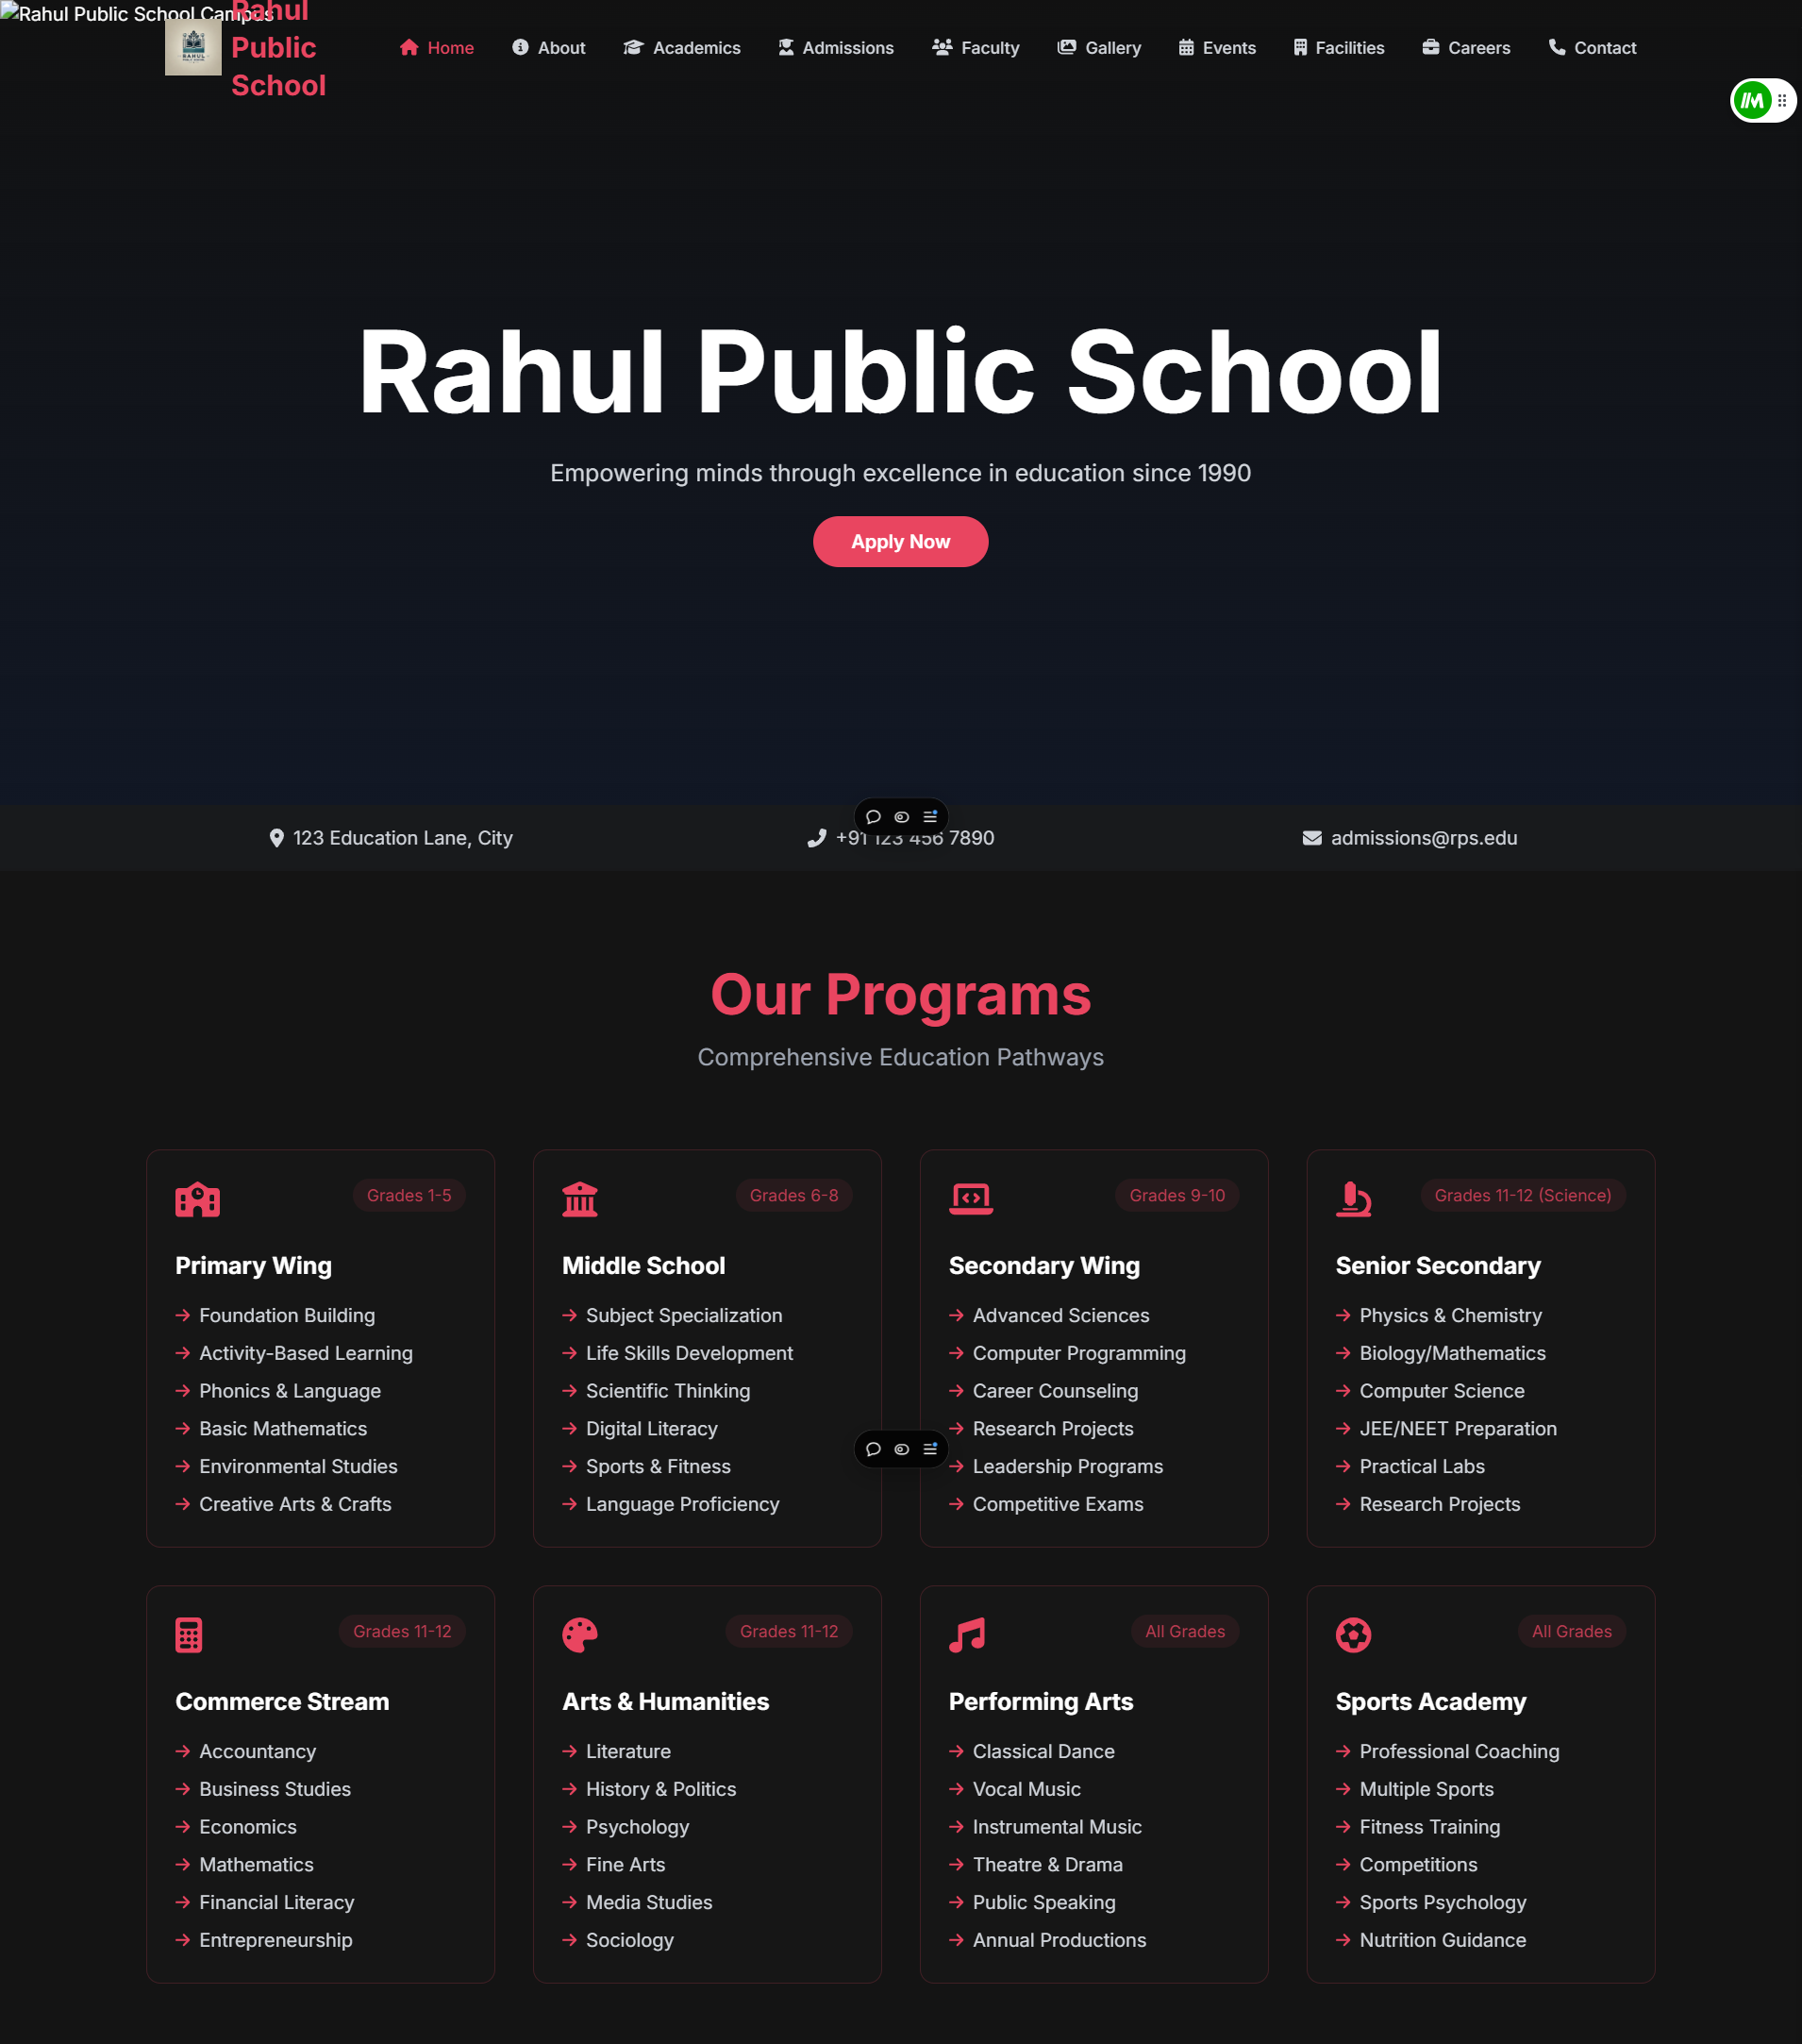 Rahul Public School Campus
Rahul
Public
School
Home
About
Academics
Admissions
Faculty
Gallery
Events
Facilities
Careers
Contact
Rahul Public School
Empowering minds through excellence in education since 1990
Apply Now
123 Education Lane, City
+91 123 456 7890
admissions@rps.edu
Our Programs
Comprehensive Education Pathways
Grades 1-5
Primary Wing
Foundation Building
Activity-Based Learning
Phonics & Language
Basic Mathematics
Environmental Studies
Creative Arts & Crafts
Grades 6-8
Middle School
Subject Specialization
Life Skills Development
Scientific Thinking
Digital Literacy
Sports & Fitness
Language Proficiency
Grades 9-10
Secondary Wing
Advanced Sciences
Computer Programming
Career Counseling
Research Projects
Leadership Programs
Competitive Exams
Grades 11-12 (Science)
Senior Secondary
Physics & Chemistry
Biology/Mathematics
Computer Science
JEE/NEET Preparation
Practical Labs
Research Projects
Grades 11-12
Commerce Stream
Accountancy
Business Studies
Economics
Mathematics
Financial Literacy
Entrepreneurship
Grades 11-12
Arts & Humanities
Literature
History & Politics
Psychology
Fine Arts
Media Studies
Sociology
All Grades
Performing Arts
Classical Dance
Vocal Music
Instrumental Music
Theatre & Drama
Public Speaking
Annual Productions
All Grades
Sports Academy
Professional Coaching
Multiple Sports
Fitness Training
Competitions
Sports Psychology
Nutrition Guidance